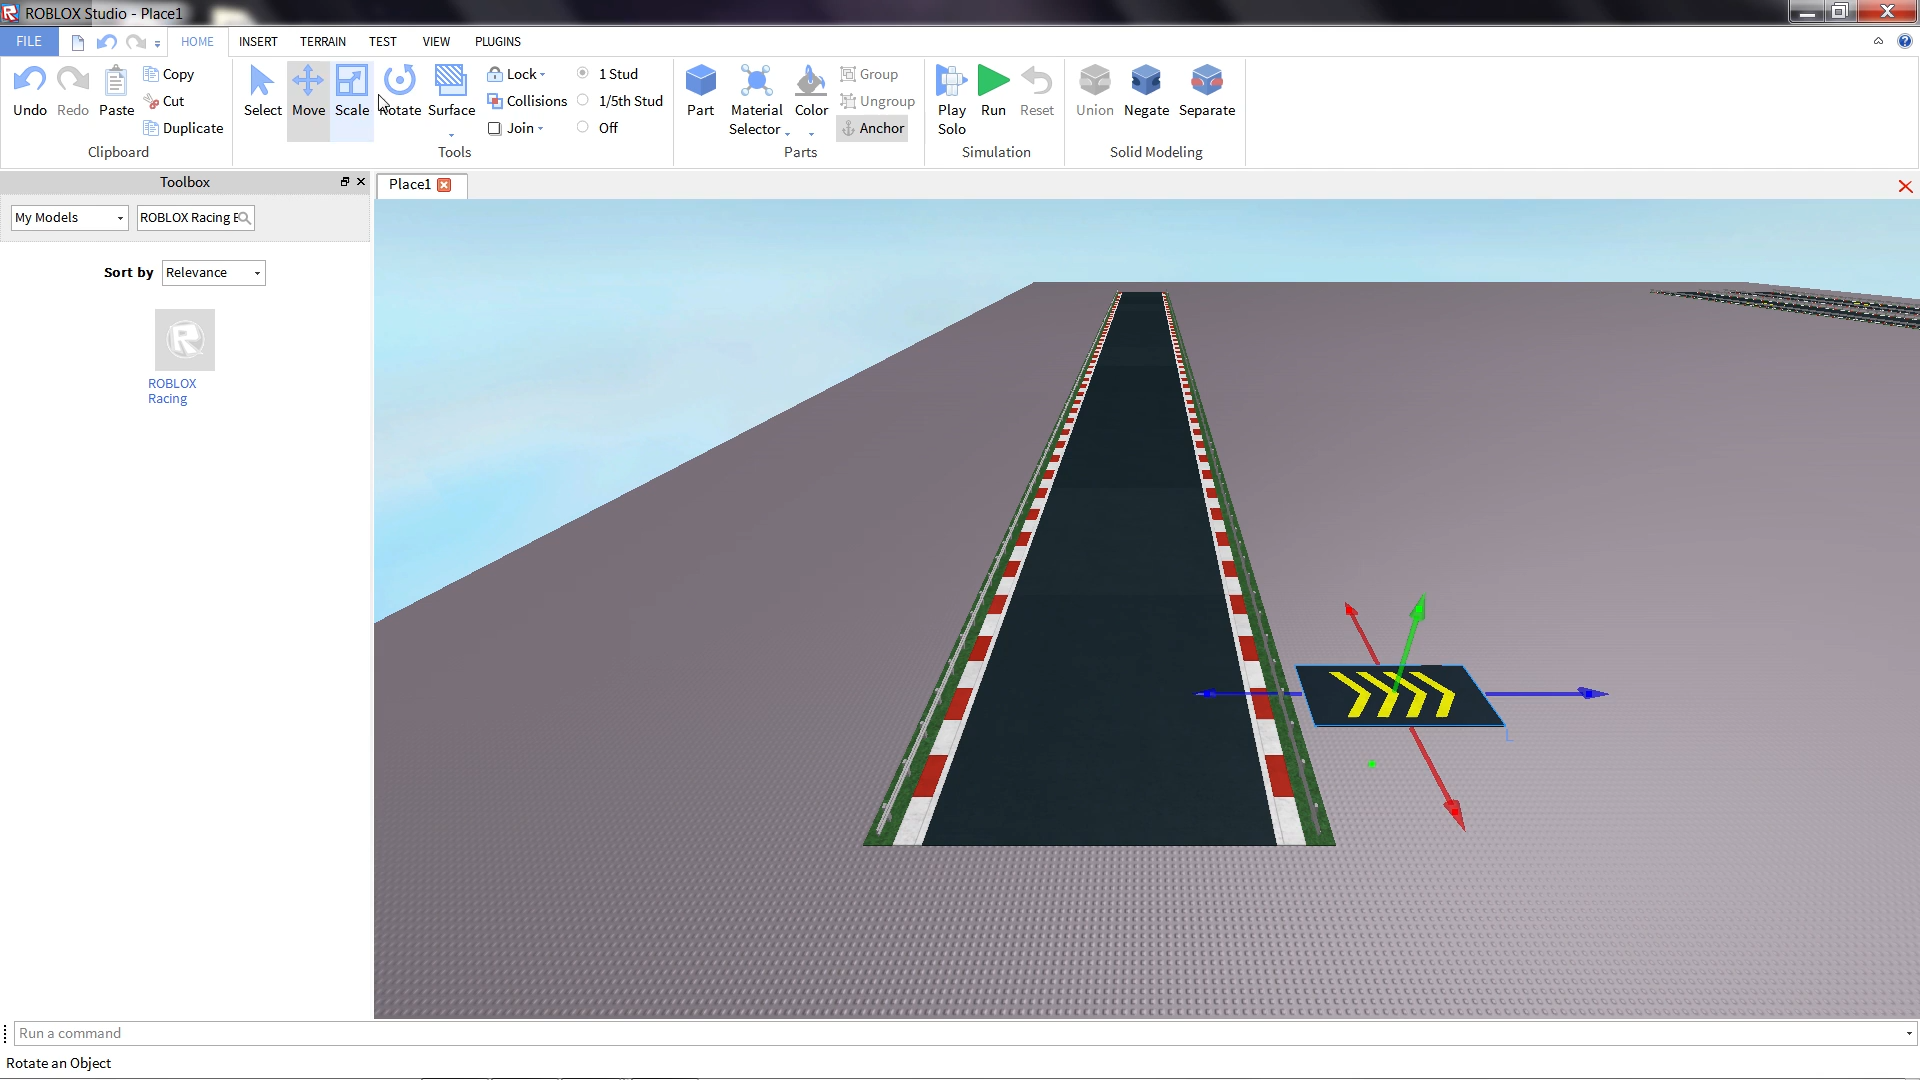 ROBLOX Studio - Place1
FILE HOME INSERT TERRAIN TEST VIEW PLUGINS
Undo Redo Paste Copy Cut Duplicate
Clipboard
Select Move Scale Rotate Surface Lock Collisions Join 1 Stud 1/5th Stud Off
Tools
Part Material Selector Color Group Ungroup Anchor
Parts
Play Solo Run Reset
Simulation
Union Negate Separate
Solid Modeling
Toolbox
Place1
My Models ROBLOX Racing
Sort by Relevance
ROBLOX
Racing
Run a command
Rotate an Object